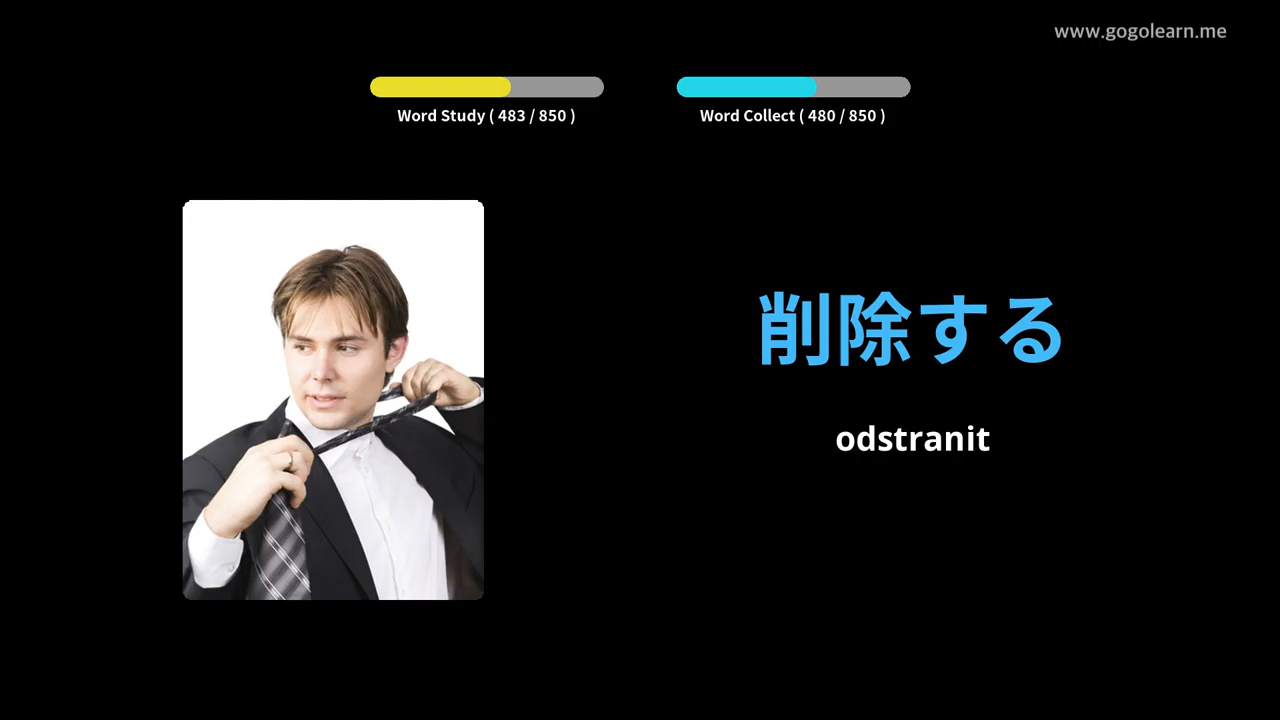 www.gogolearn.me
Word Study ( 483 / 850 )
Word Collect ( 480 / 850 )
削除する
odstranit